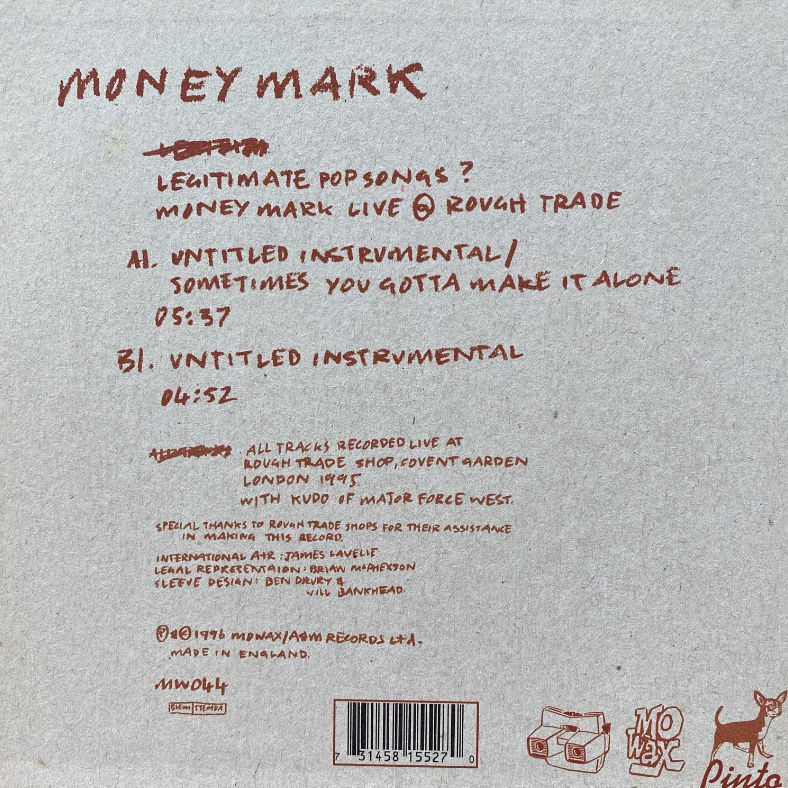 MONEY MARK
LEGITIMATE POP SONGS?
MONEY MARK LIVE @ ROUGH TRADE
A1. UNTITLED INSTRUMENTAL/
SOMETIMES YOU GOTTA MAKE IT ALONE
05:37
B1. UNTITLED INSTRUMENTAL
04:52
. ALL TRACKS RECORDED LIVE AT
ROUGH TRADE SHOP, COVENT GARDEN
LONDON 1995
WITH KUDO OF MAJOR FORCE WEST.
SPECIAL THANKS TO ROUGH TRADE SHOPS FOR THEIR ASSISTANCE
IN MAKING THIS RECORD.
INTERNATIONAL A+R : JAMES LAVELLE
LEGAL REPRESENTAION : BRIAN McPHERSON
SLEEVE DESIGN : BEN DRURY &
WILL BANKHEAD.
℗&© 1996 MOWAX/A&M RECORDS Ltd.
MADE IN ENGLAND.
MW044
BIEM STEMRA
7 31458 15527 0
MO
WAX
Pinto